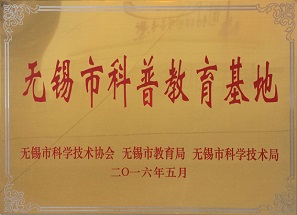 无锡市科普教育基地
无锡市科学技术协会 无锡市教育局 无锡市科学技术局
二〇一六年五月